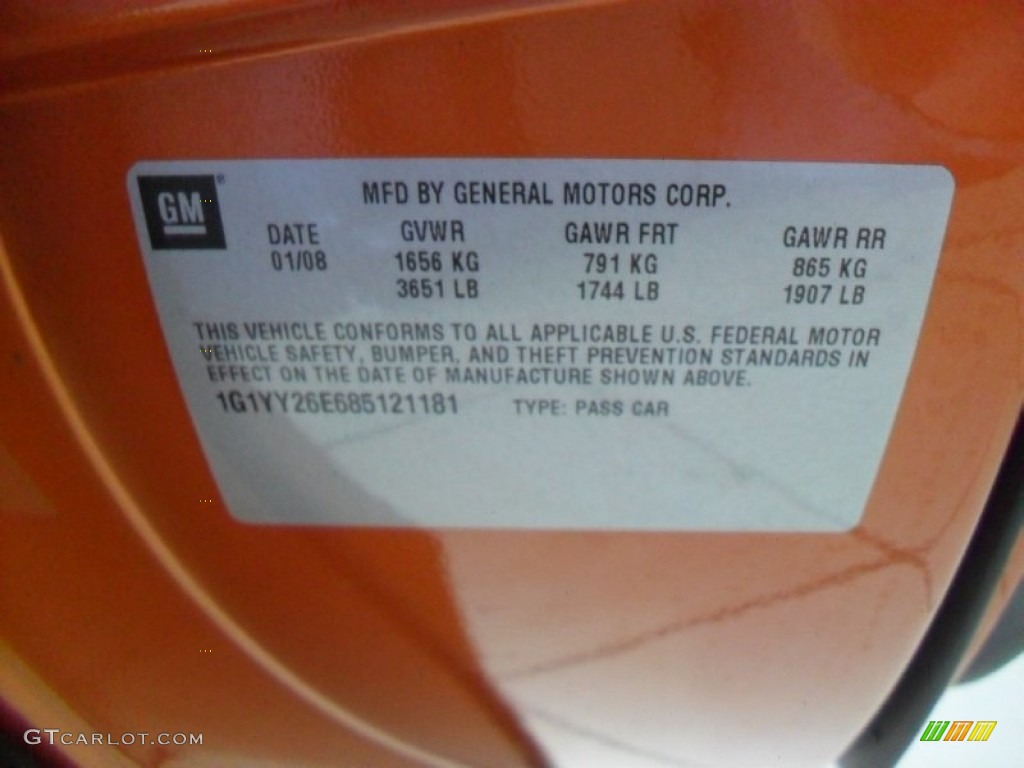 GM
MFD BY GENERAL MOTORS CORP.
DATE GVWR GAWR FRT GAWR RR
01/08 1656 KG 791 KG 865 KG
3651 LB 1744 LB 1907 LB
THIS VEHICLE CONFORMS TO ALL APPLICABLE U.S. FEDERAL MOTOR
VEHICLE SAFETY, BUMPER, AND THEFT PREVENTION STANDARDS IN
EFFECT ON THE DATE OF MANUFACTURE SHOWN ABOVE.
1G1YY26E685121181 TYPE: PASS CAR
GTCARLOT.COM